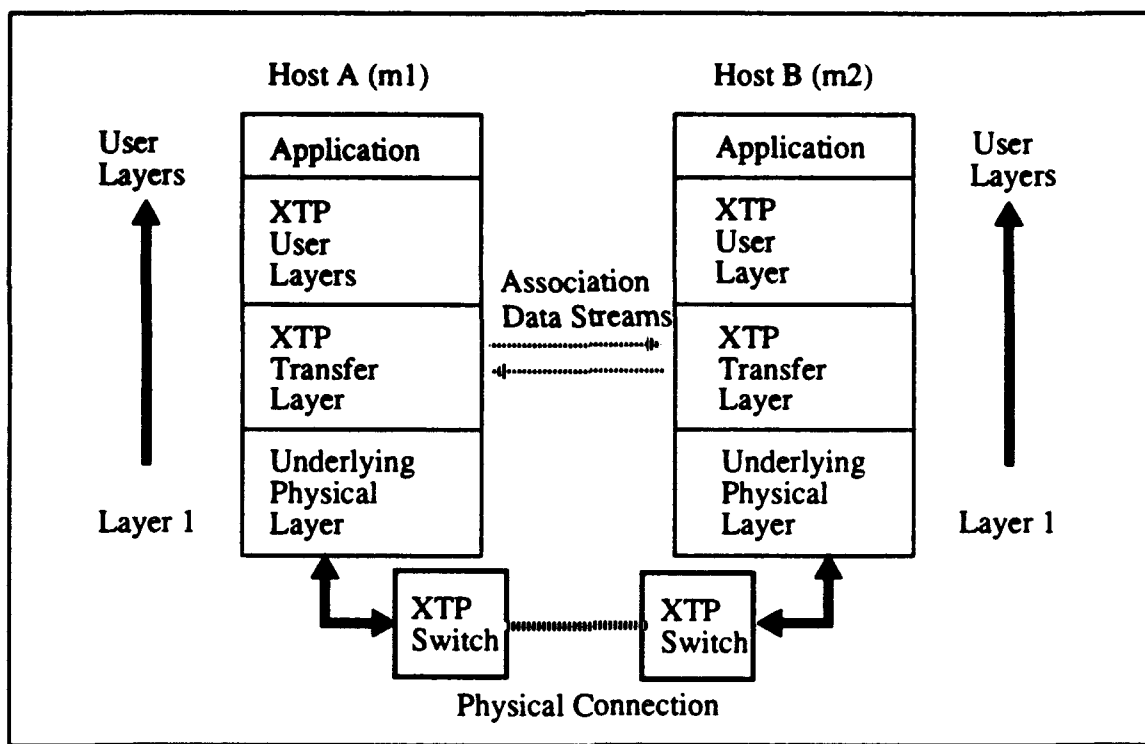 Host A (m1)
Host B (m2)
User
Layers
Layer 1
Application
XTP
User
Layers
XTP
Transfer
Layer
Underlying
Physical
Layer
Association
Data Streams
Application
XTP
User
Layer
XTP
Transfer
Layer
Underlying
Physical
Layer
User
Layers
Layer 1
XTP
Switch
XTP
Switch
Physical Connection